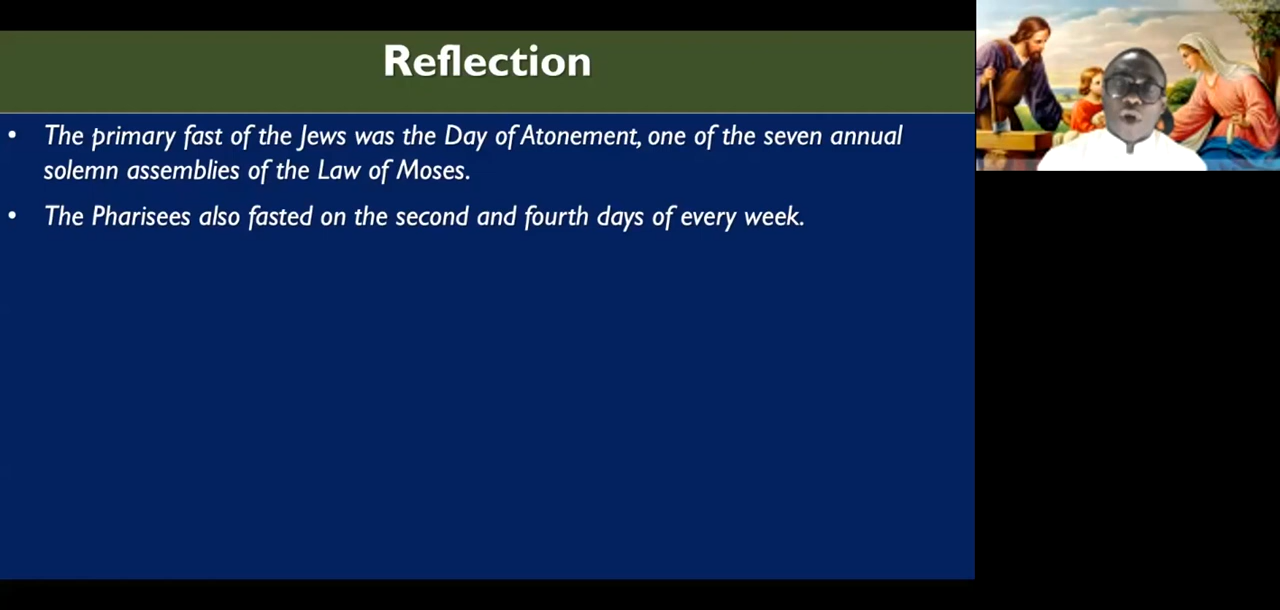 Reflection
• The primary fast of the Jews was the Day of Atonement, one of the seven annual
solemn assemblies of the Law of Moses.
• The Pharisees also fasted on the second and fourth days of every week.